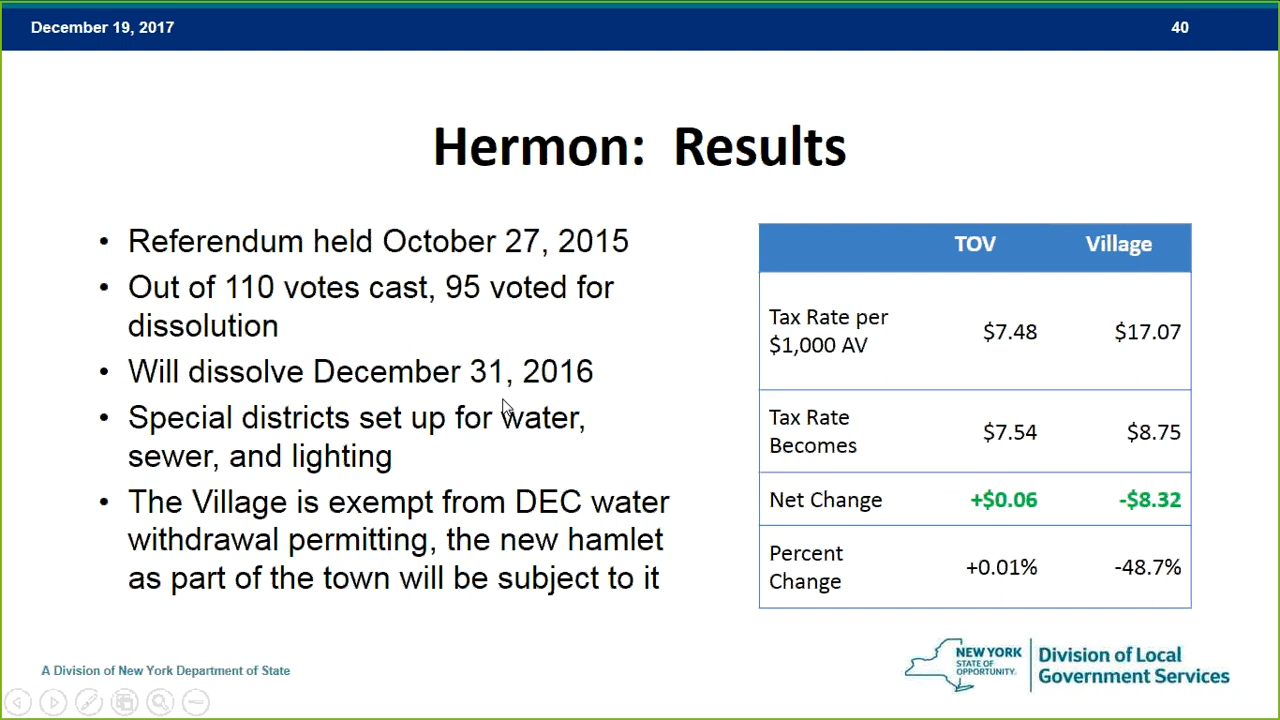 December 19, 2017
40
Hermon: Results
• Referendum held October 27, 2015
• Out of 110 votes cast, 95 voted for
dissolution
• Will dissolve December 31, 2016
• Special districts set up for water,
sewer, and lighting
• The Village is exempt from DEC water
withdrawal permitting, the new hamlet
as part of the town will be subject to it
TOV Village
Tax Rate per
$1,000 AV $7.48 $17.07
Tax Rate
Becomes $7.54 $8.75
Net Change +$0.06 -$8.32
Percent
Change +0.01% -48.7%
A Division of New York Department of State
NEW YORK
STATE OF
OPPORTUNITY.
Division of Local
Government Services